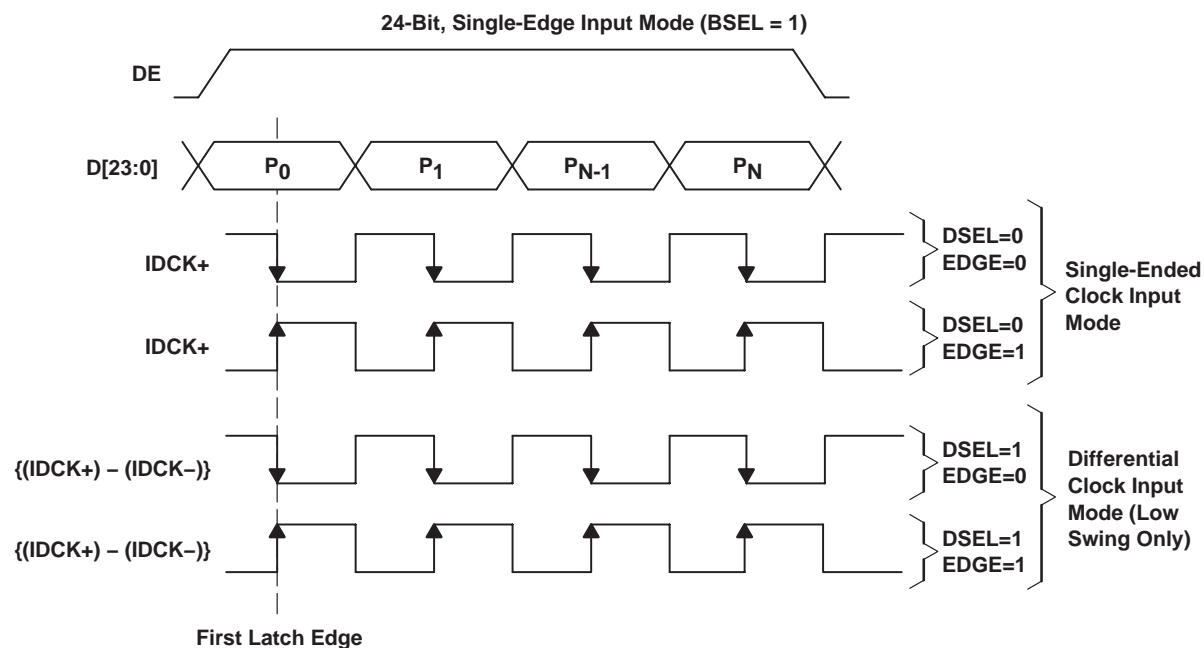 24-Bit, Single-Edge Input Mode (BSEL = 1)
DE
D[23:0]
P0
P1
PN-1
PN
IDCK+
DSEL=0
EDGE=0
IDCK+
DSEL=0
EDGE=1
Single-Ended
Clock Input
Mode
{(IDCK+) – (IDCK–)}
DSEL=1
EDGE=0
{(IDCK+) – (IDCK–)}
DSEL=1
EDGE=1
Differential
Clock Input
Mode (Low
Swing Only)
First Latch Edge